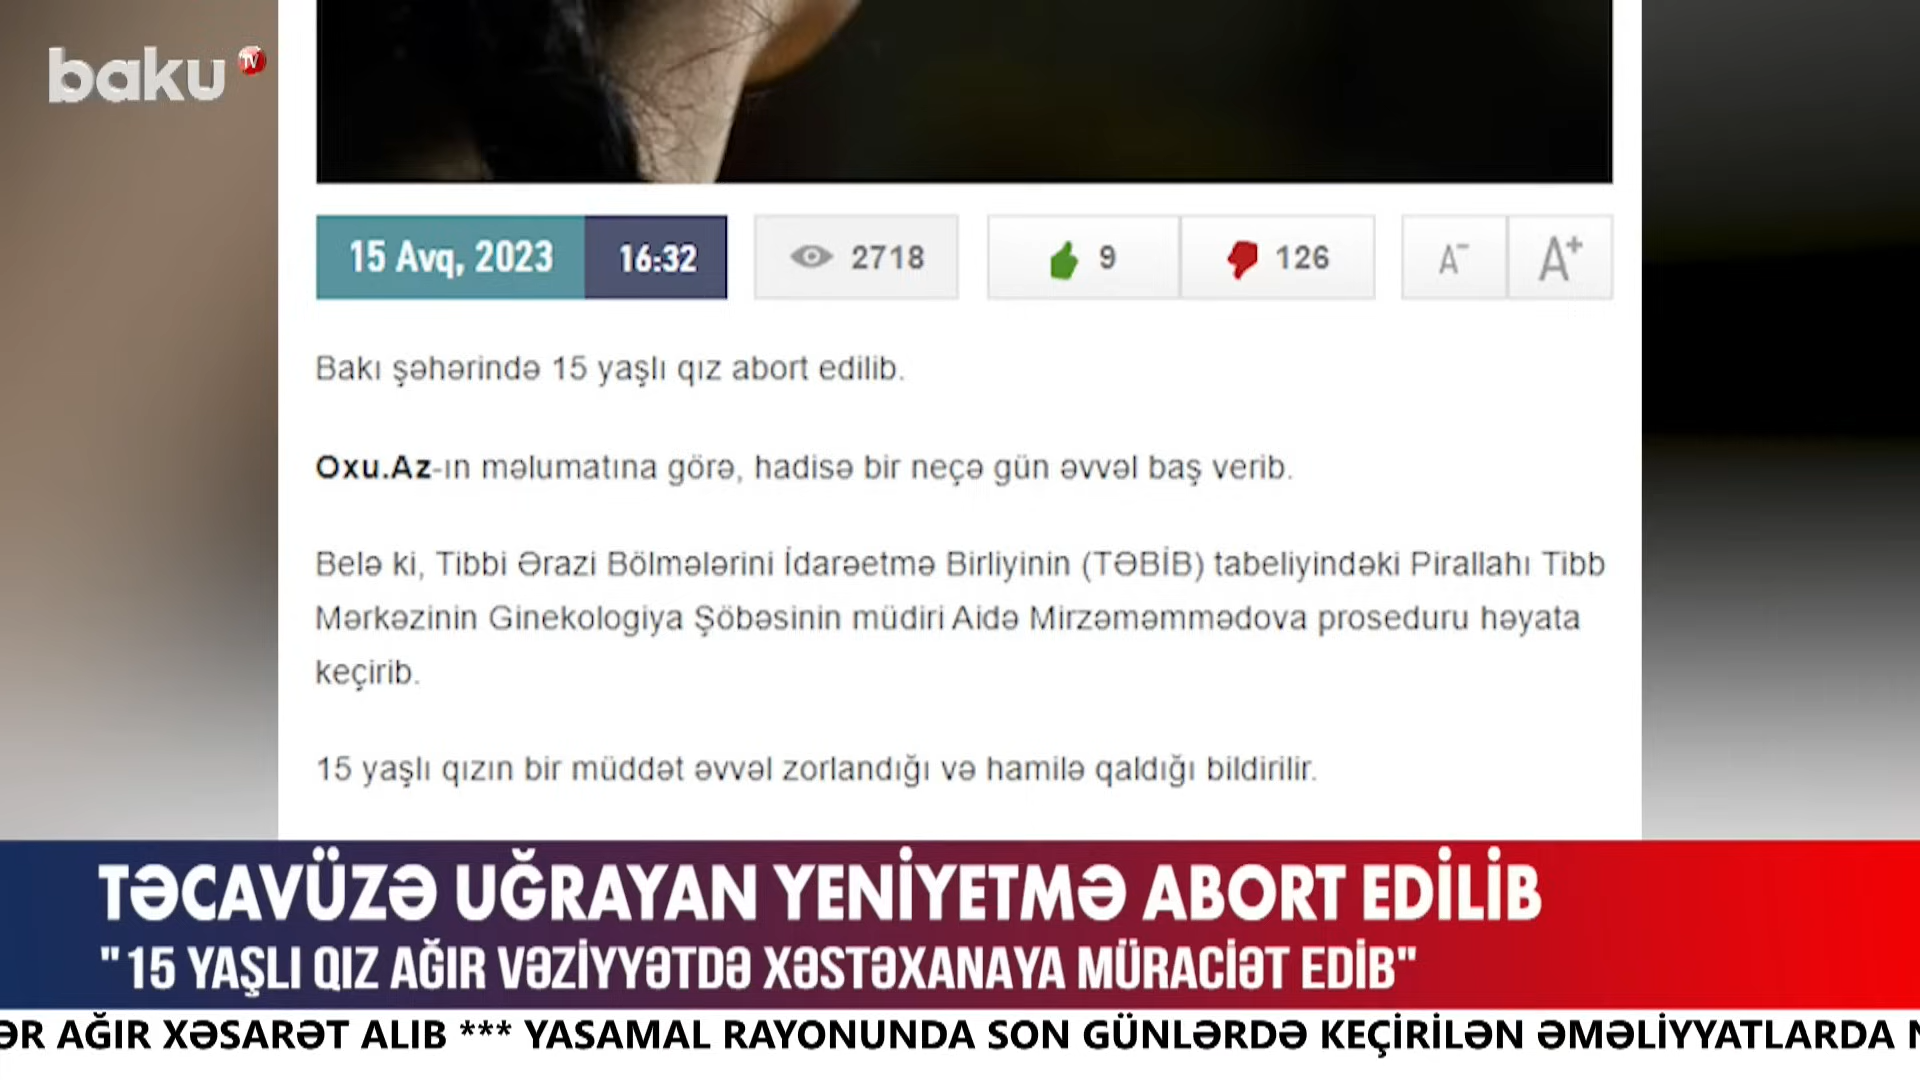 baku TV
15 Avq, 2023 16:32 2718 9 126 A- A+
Bakı şəhərində 15 yaşlı qız abort edilib.
Oxu.Az-ın məlumatına görə, hadisə bir neçə gün əvvəl baş verib.
Belə ki, Tibbi Ərazi Bölmələrini İdarəetmə Birliyinin (TƏBİB) tabeliyindəki Pirallahı Tibb
Mərkəzinin Ginekologiya Şöbəsinin müdiri Aidə Mirzəməmmədova proseduru həyata
keçirib.
15 yaşlı qızın bir müddət əvvəl zorlandığı və hamilə qaldığı bildirilir.
TƏCAVÜZƏ UĞRAYAN YENİYETMƏ ABORT EDİLİB
"15 YAŞLI QIZ AĞIR VƏZİYYƏTDƏ XƏSTƏXANAYA MÜRACİƏT EDİB"
ƏR AĞIR XƏSARƏT ALIB *** YASAMAL RAYONUNDA SON GÜNLƏRDƏ KEÇİRİLƏN ƏMƏLİYYATLARDA